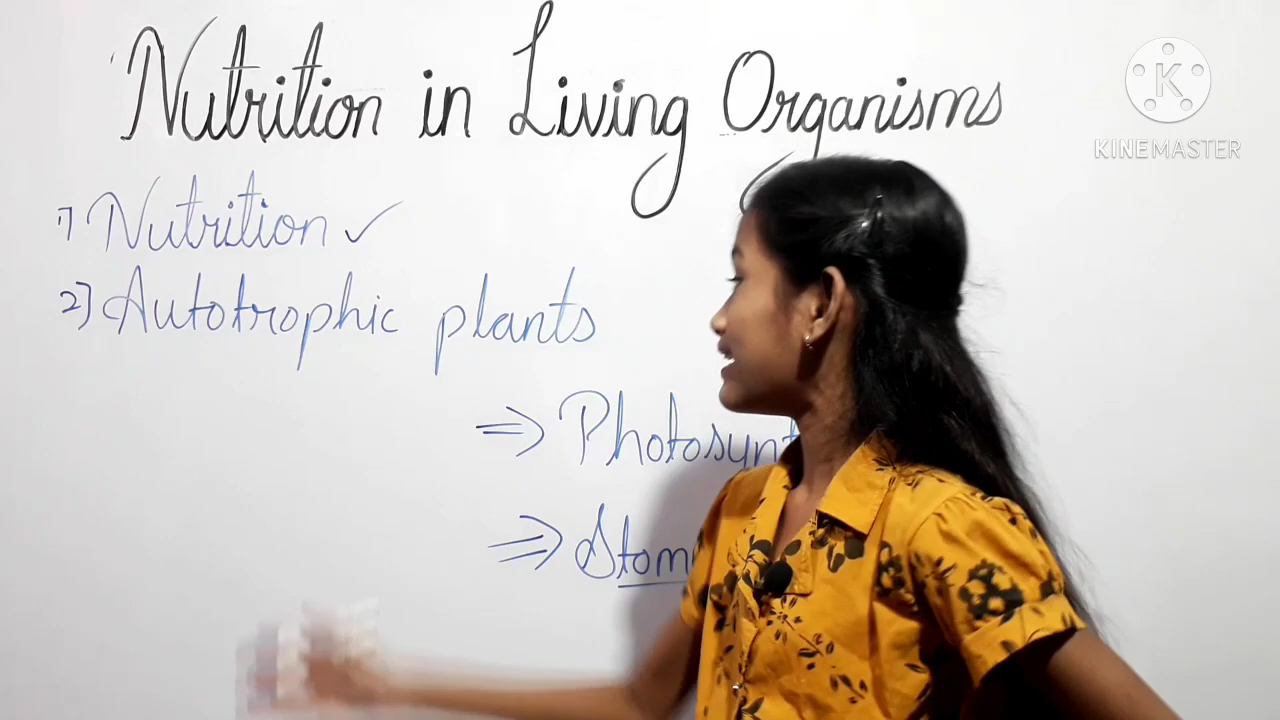 Nutrition in Living Organisms
K
KINEMASTER
1) Nutrition ✓
2) Autotrophic plants
⇒ Photosynt
⇒ Stom